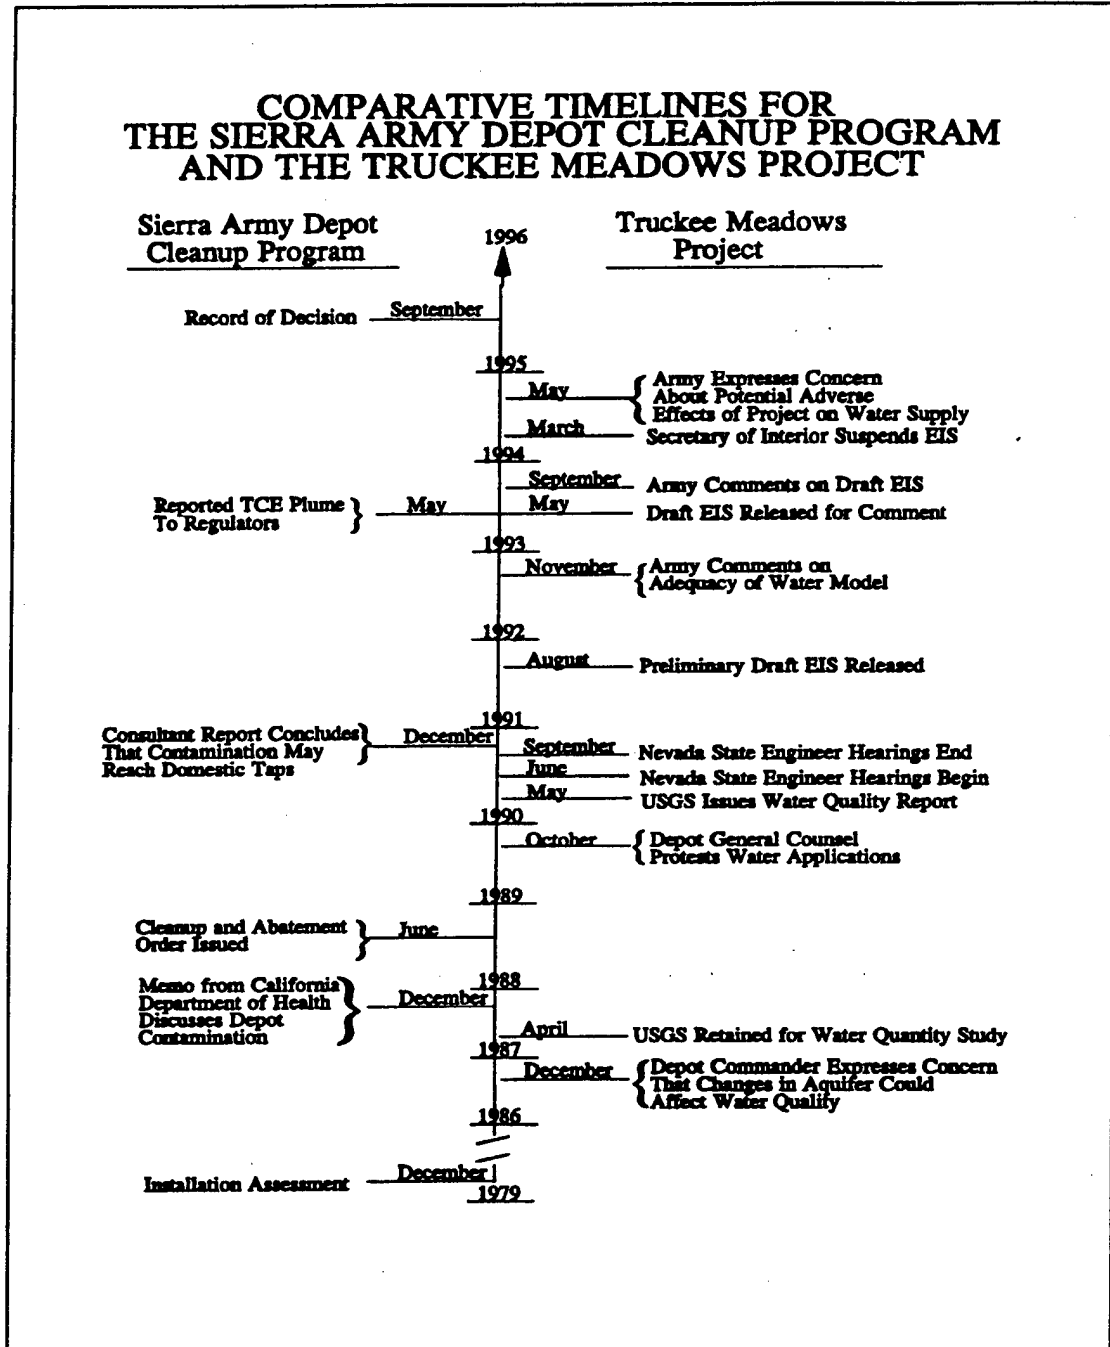 COMPARATIVE TIMELINES FOR
THE SIERRA ARMY DEPOT CLEANUP PROGRAM
AND THE TRUCKEE MEADOWS PROJECT
Sierra Army Depot
Cleanup Program
1996
Truckee Meadows
Project
Record of Decision
September
1995
May
Army Expresses Concern
About Potential Adverse
Effects of Project on Water Supply
March
Secretary of Interior Suspends EIS
1994
September
Army Comments on Draft EIS
Reported TCE Plume
To Regulators
May
May
Draft EIS Released for Comment
1993
November
Army Comments on
Adequacy of Water Model
1992
August
Preliminary Draft EIS Released
1991
Consultant Report Concludes
That Contamination May
Reach Domestic Taps
December
September
Nevada State Engineer Hearings End
June
Nevada State Engineer Hearings Begin
May
USGS Issues Water Quality Report
1990
October
Depot General Counsel
Protests Water Applications
1989
Cleanup and Abatement
Order Issued
June
1988
Memo from California
Department of Health
Discusses Depot
Contamination
December
April
USGS Retained for Water Quantity Study
1987
December
Depot Commander Expresses Concern
That Changes in Aquifer Could
Affect Water Quality
1986
Installation Assessment
December
1979